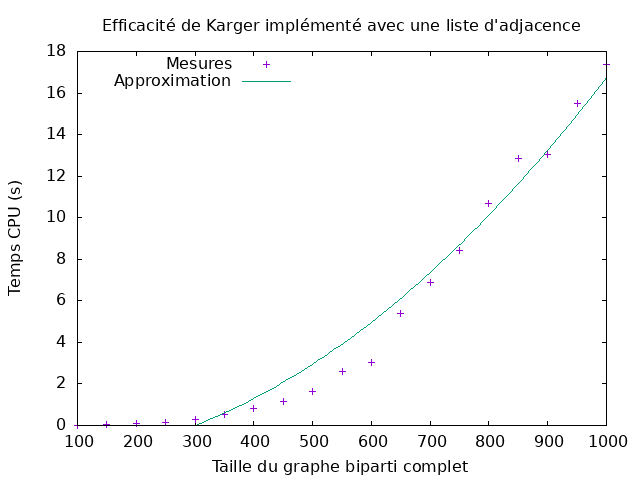 Efficacité de Karger implémenté avec une liste d'adjacence
18
16
14
12
10
8
6
4
2
0
Temps CPU (s)
Mesures
Approximation
100 200 300 400 500 600 700 800 900 1000
Taille du graphe biparti complet